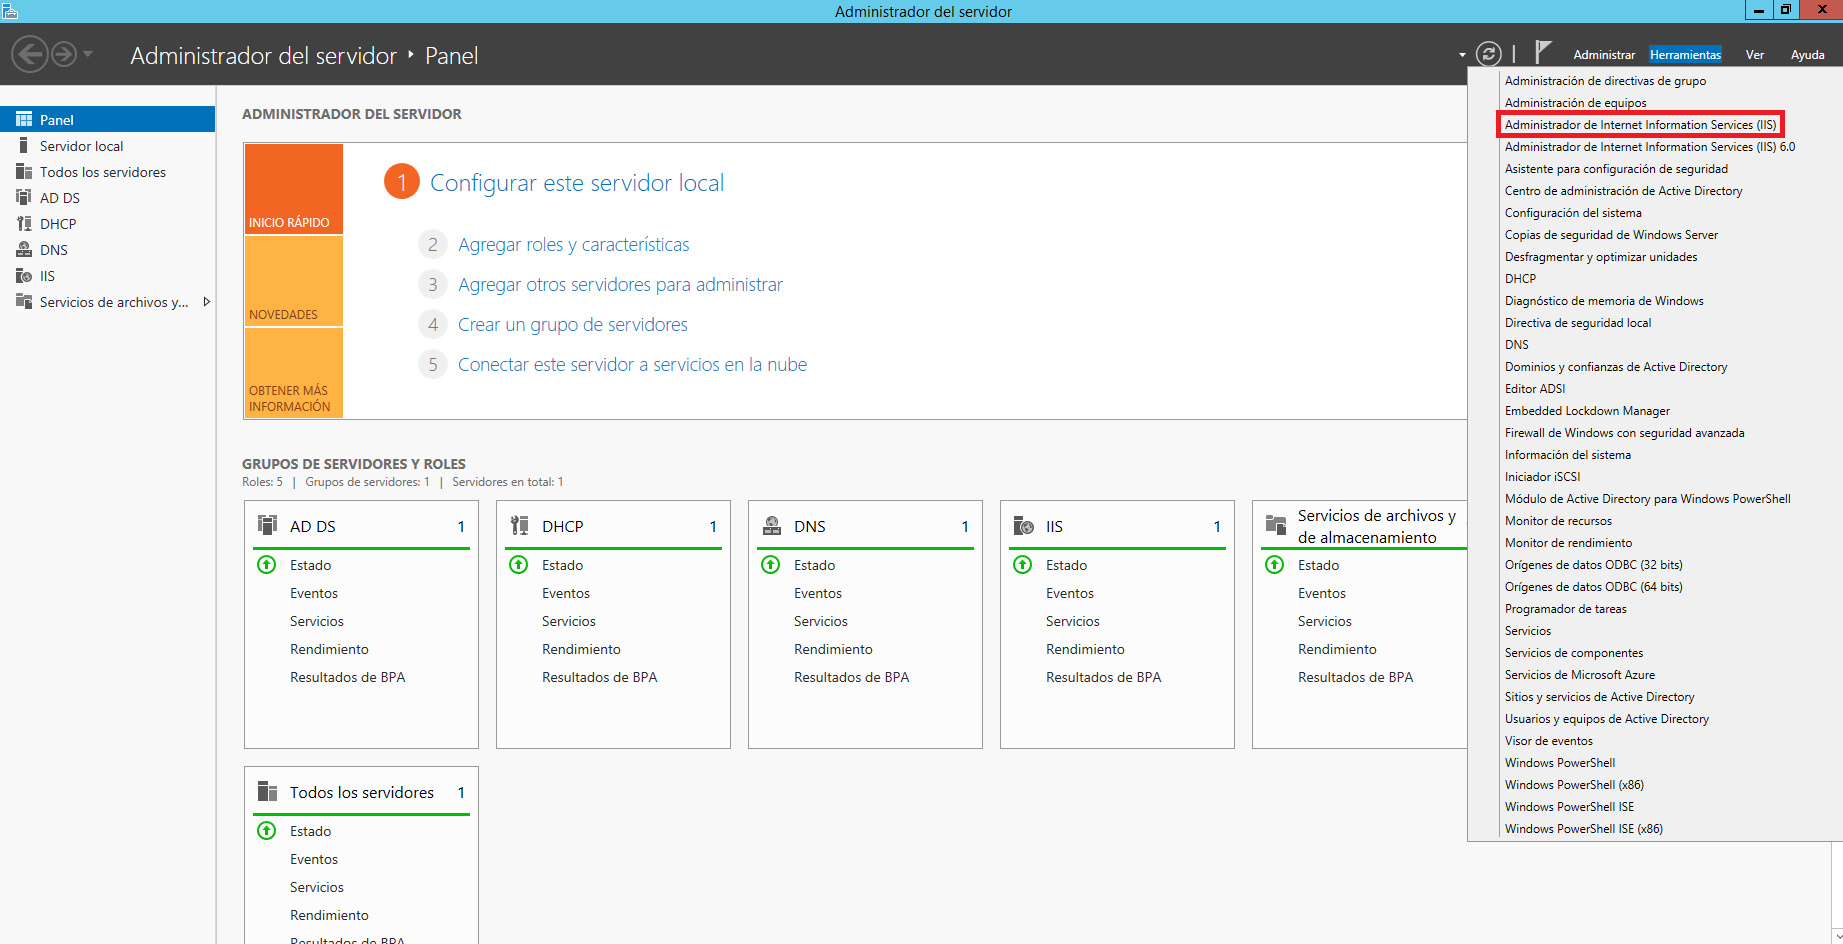 Administrador del servidor
Administrador del servidor ‣ Panel
Administrar Herramientas Ver Ayuda
Panel
Servidor local
Todos los servidores
AD DS
DHCP
DNS
IIS
Servicios de archivos y...
ADMINISTRADOR DEL SERVIDOR
INICIO RÁPIDO
NOVEDADES
OBTENER MÁS
INFORMACIÓN
1 Configurar este servidor local
2 Agregar roles y características
3 Agregar otros servidores para administrar
4 Crear un grupo de servidores
5 Conectar este servidor a servicios en la nube
GRUPOS DE SERVIDORES Y ROLES
Roles: 5 | Grupos de servidores: 1 | Servidores en total: 1
AD DS 1
Estado
Eventos
Servicios
Rendimiento
Resultados de BPA
DHCP 1
Estado
Eventos
Servicios
Rendimiento
Resultados de BPA
DNS 1
Estado
Eventos
Servicios
Rendimiento
Resultados de BPA
IIS 1
Estado
Eventos
Servicios
Rendimiento
Resultados de BPA
Servicios de archivos y
de almacenamiento
Estado
Eventos
Servicios
Rendimiento
Resultados de BPA
Todos los servidores 1
Estado
Eventos
Servicios
Rendimiento
Resultados de BPA
Administración de directivas de grupo
Administración de equipos
Administrador de Internet Information Services (IIS)
Administrador de Internet Information Services (IIS) 6.0
Asistente para configuración de seguridad
Centro de administración de Active Directory
Configuración del sistema
Copias de seguridad de Windows Server
Desfragmentar y optimizar unidades
DHCP
Diagnóstico de memoria de Windows
Directiva de seguridad local
DNS
Dominios y confianzas de Active Directory
Editor ADSI
Embedded Lockdown Manager
Firewall de Windows con seguridad avanzada
Información del sistema
Iniciador iSCSI
Módulo de Active Directory para Windows PowerShell
Monitor de recursos
Monitor de rendimiento
Orígenes de datos ODBC (32 bits)
Orígenes de datos ODBC (64 bits)
Programador de tareas
Servicios
Servicios de componentes
Servicios de Microsoft Azure
Sitios y servicios de Active Directory
Usuarios y equipos de Active Directory
Visor de eventos
Windows PowerShell
Windows PowerShell (x86)
Windows PowerShell ISE
Windows PowerShell ISE (x86)